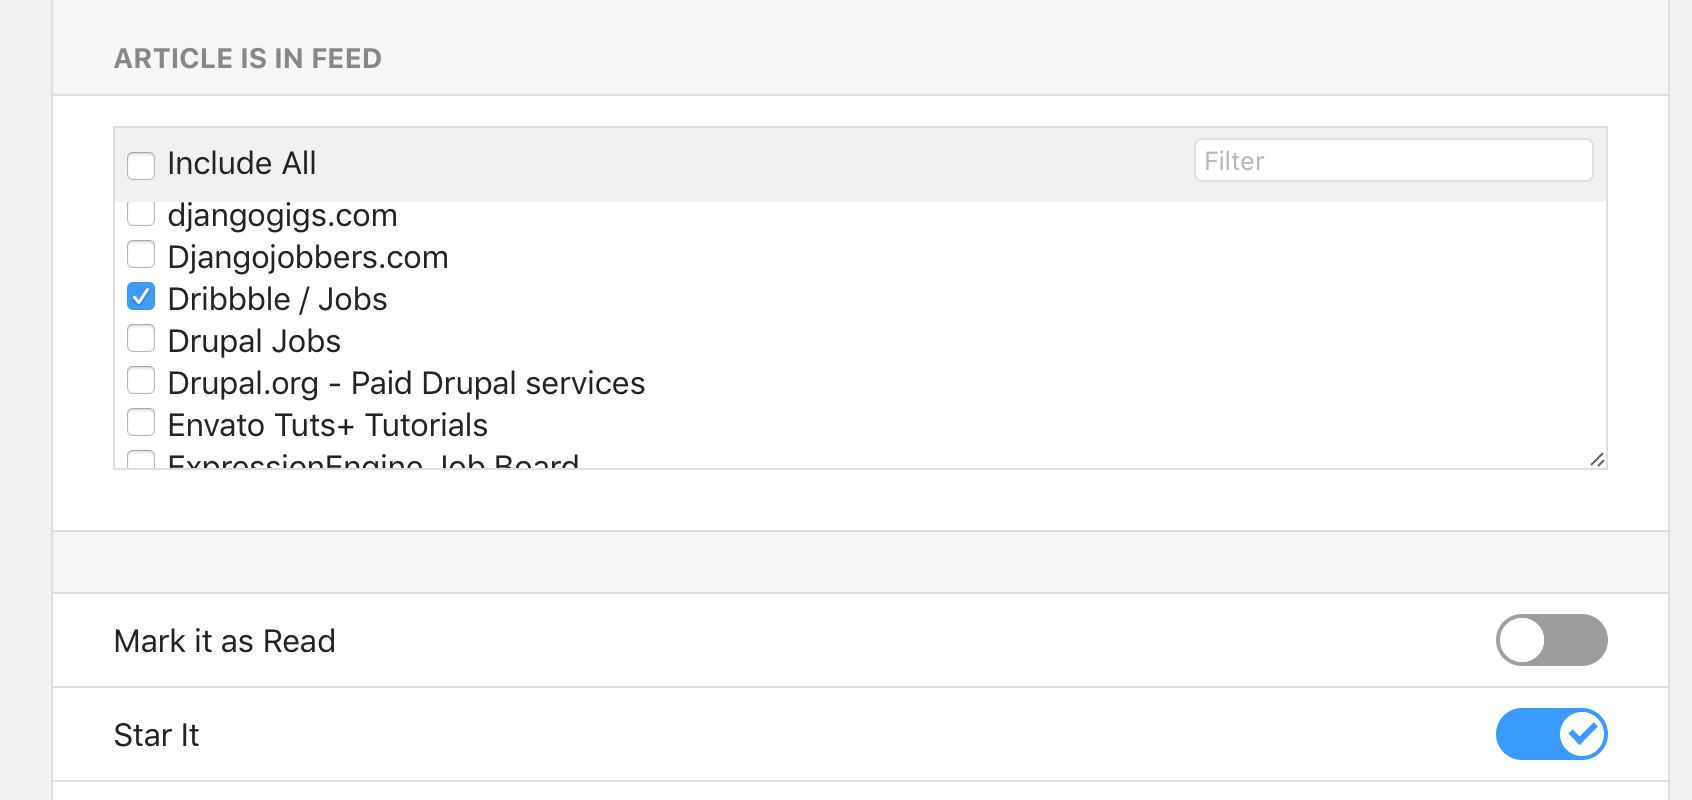 ARTICLE IS IN FEED
Include All
Filter
djangogigs.com
Djangojobbers.com
Dribbble / Jobs
Drupal Jobs
Drupal.org - Paid Drupal services
Envato Tuts+ Tutorials
ExpressionEngine Job Board
Mark it as Read
Star It